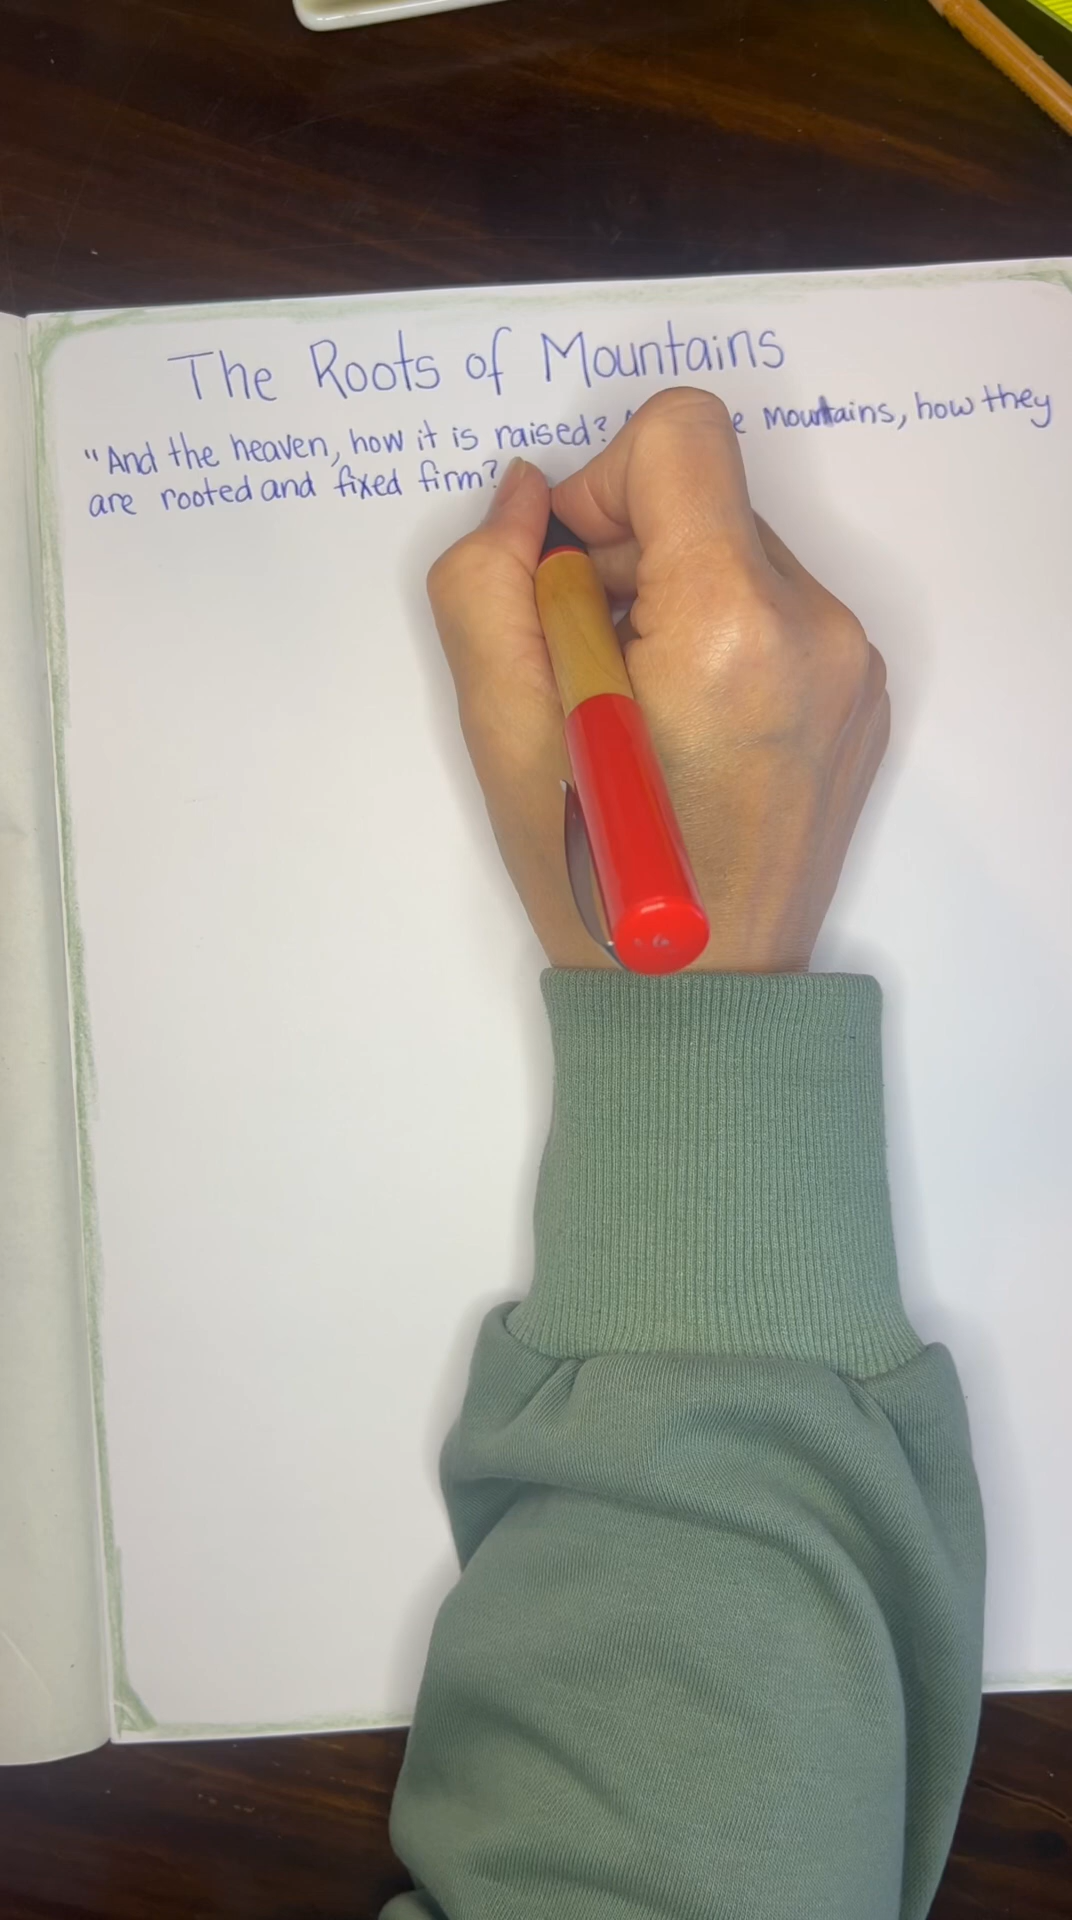 The Roots of Mountains
"And the heaven, how it is raised? mountains, how they
are rooted and fixed firm?